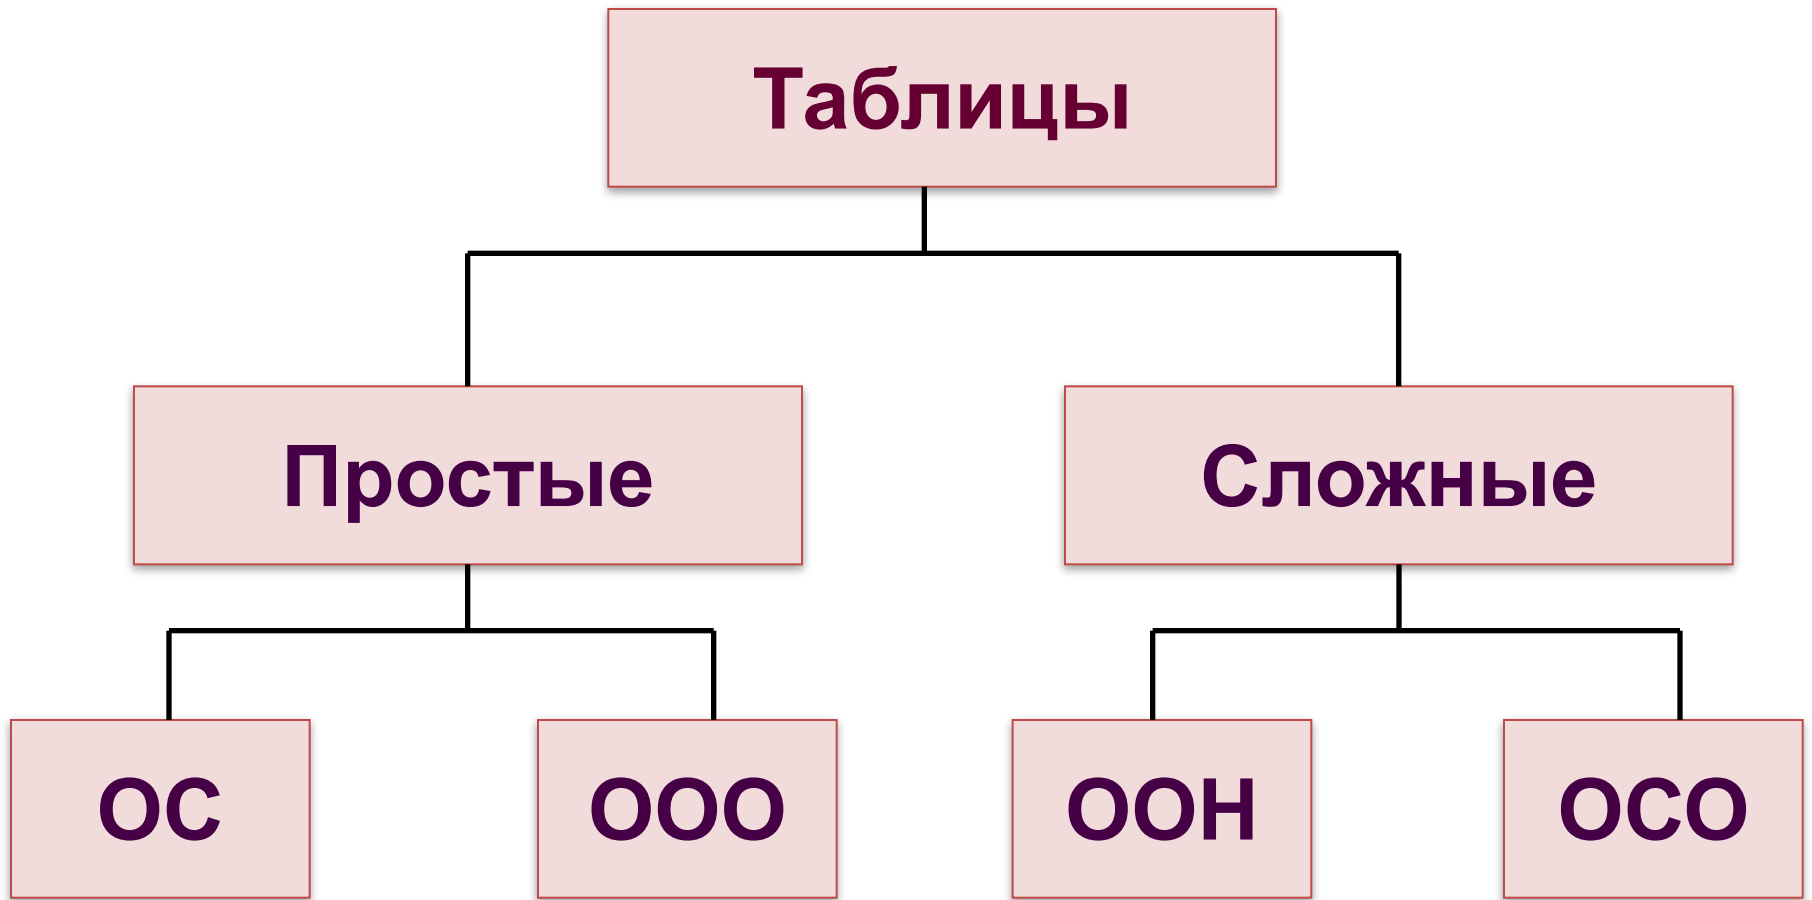 Таблицы
Простые
Сложные
ОС
ООО
ООН
ОСО